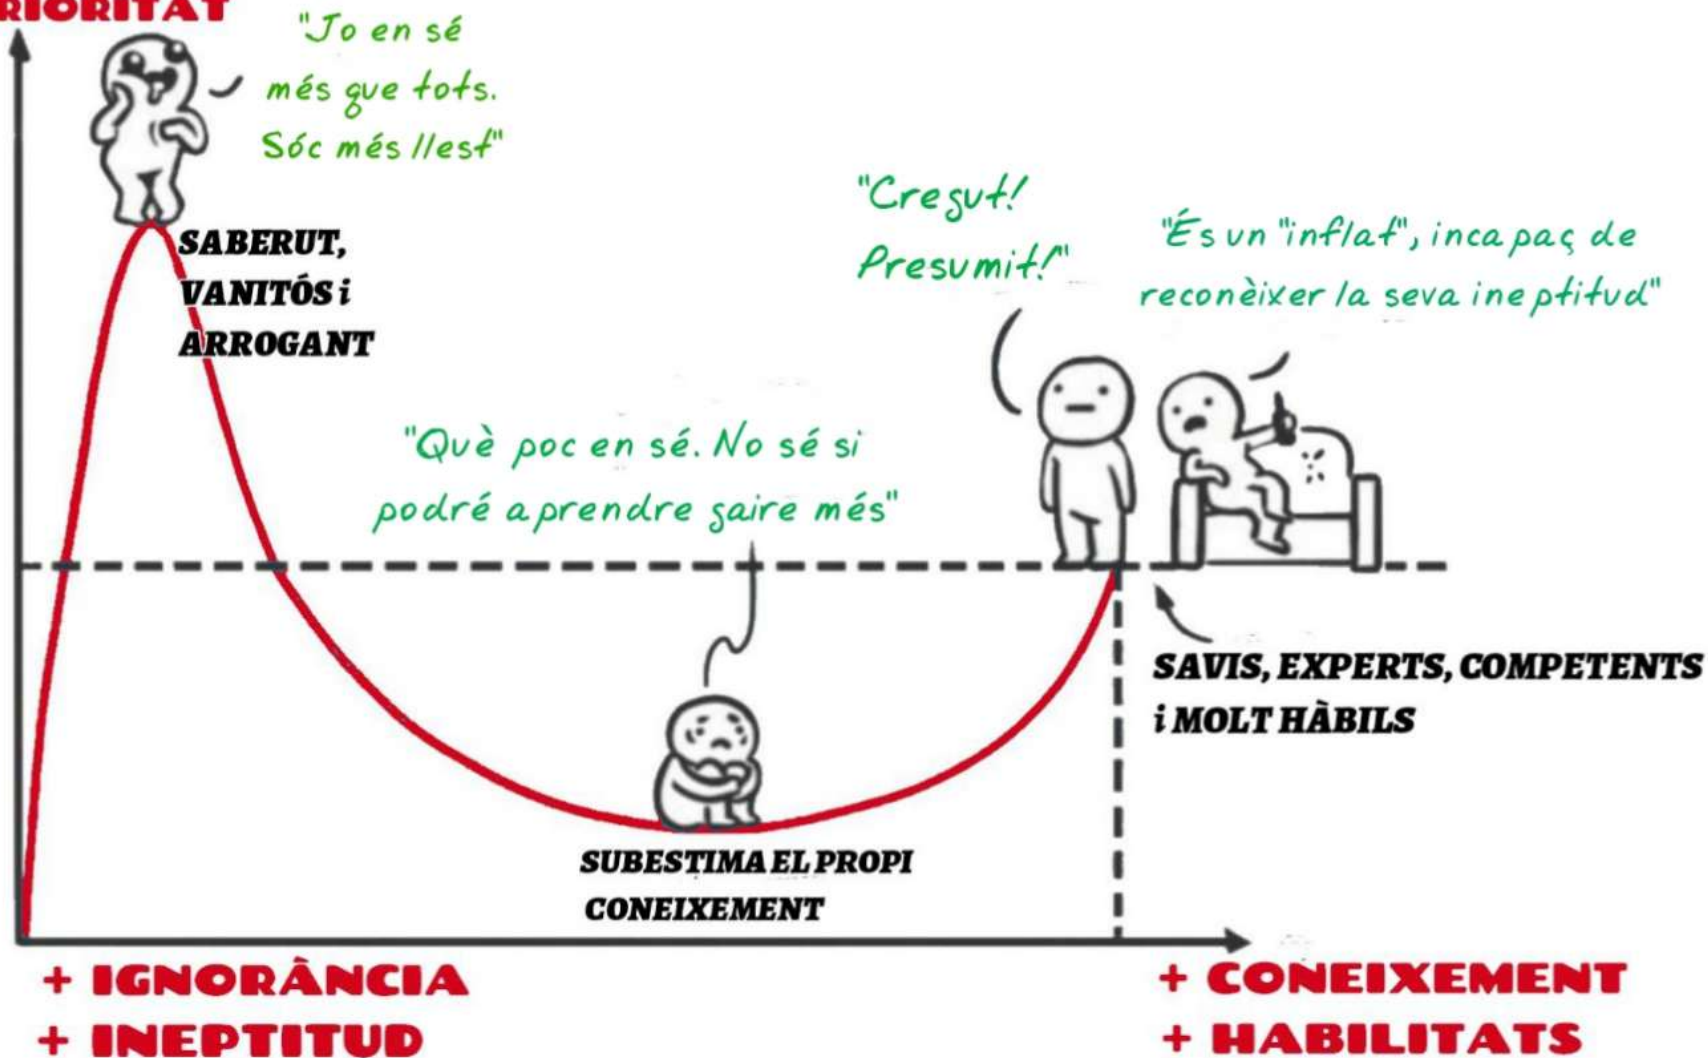 RIORITAT
"Jo en sé
més que tots.
Sóc més llest"
SABERUT,
VANITÓS i
ARROGANT
"Cregut!
Presumit!"
"És un "inflat", incapaç de
reconèixer la seva ineptitud"
"Què poc en sé. No sé si
podré aprendre gaire més"
SAVIS, EXPERTS, COMPETENTS
i MOLT HÀBILS
SUBESTIMA EL PROPI
CONEIXEMENT
+ IGNORÀNCIA
+ INEPTITUD
+ CONEIXEMENT
+ HABILITATS